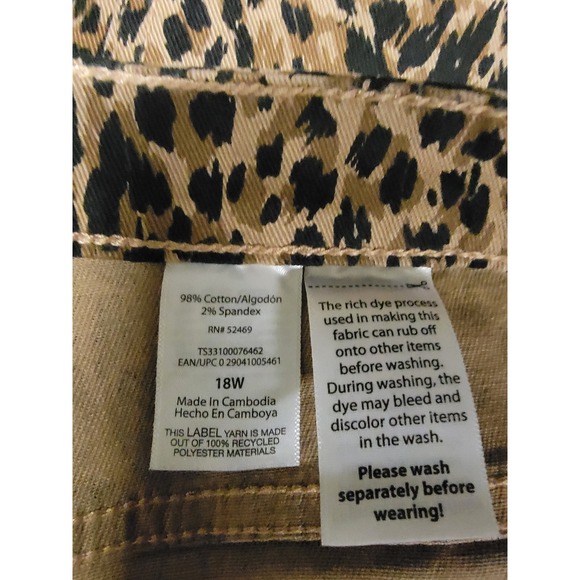 98% Cotton/Algodón
2% Spandex
RN# 52469
TS33100076462
EAN/UPC 0 29041005461
18W
Made In Cambodia
Hecho En Camboya
THIS LABEL YARN IS MADE
OUT OF 100% RECYCLED
POLYESTER MATERIALS
The rich dye process
used in making this
fabric can rub off
onto other items
before washing.
During washing, the
dye may bleed and
discolor other items
in the wash.
Please wash
separately before
wearing!